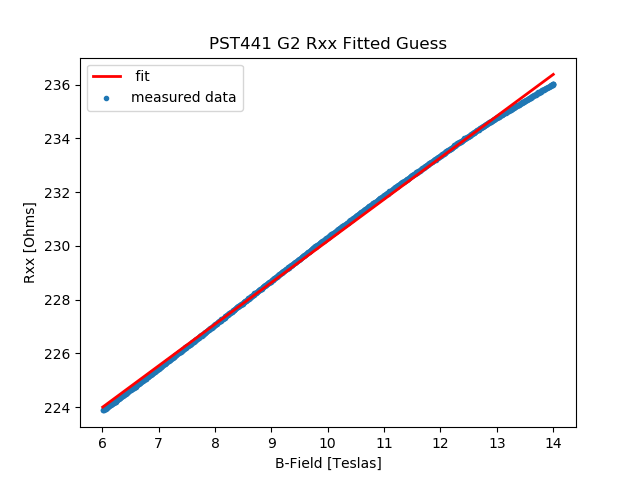 PST441 G2 Rxx Fitted Guess
fit
measured data
236
234
232
230
228
226
224
Rxx [Ohms]
6 7 8 9 10 11 12 13 14
B-Field [Teslas]